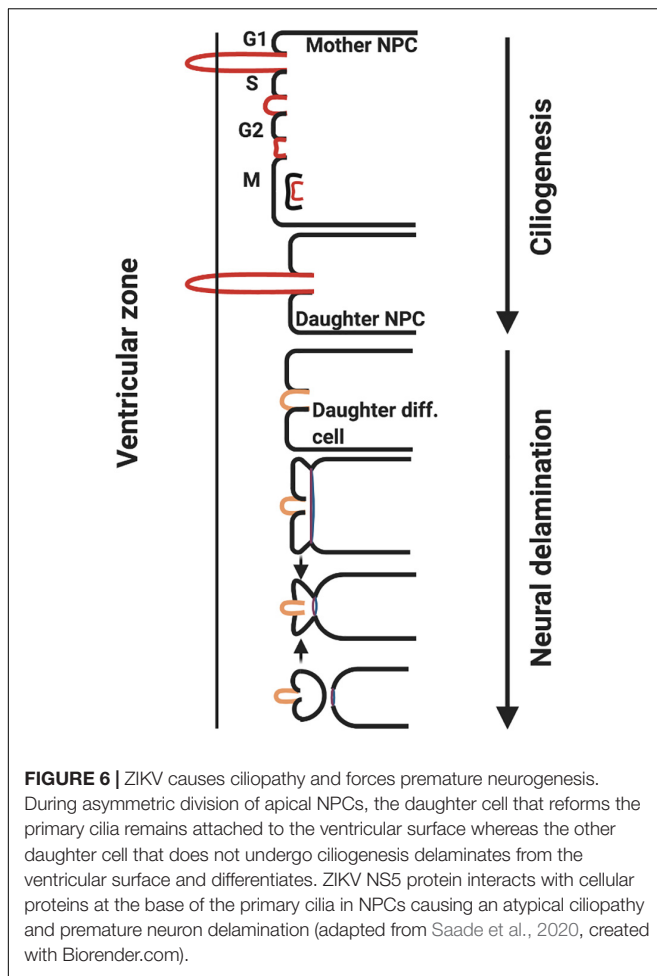 G1
Mother NPC
S
G2
M
Ciliogenesis
Ventricular zone
Daughter NPC
Daughter diff.
cell
Neural delamination
FIGURE 6 | ZIKV causes ciliopathy and forces premature neurogenesis.
During asymmetric division of apical NPCs, the daughter cell that reforms the
primary cilia remains attached to the ventricular surface whereas the other
daughter cell that does not undergo ciliogenesis delaminates from the
ventricular surface and differentiates. ZIKV NS5 protein interacts with cellular
proteins at the base of the primary cilia in NPCs causing an atypical ciliopathy
and premature neuron delamination (adapted from Saade et al., 2020, created
with Biorender.com).